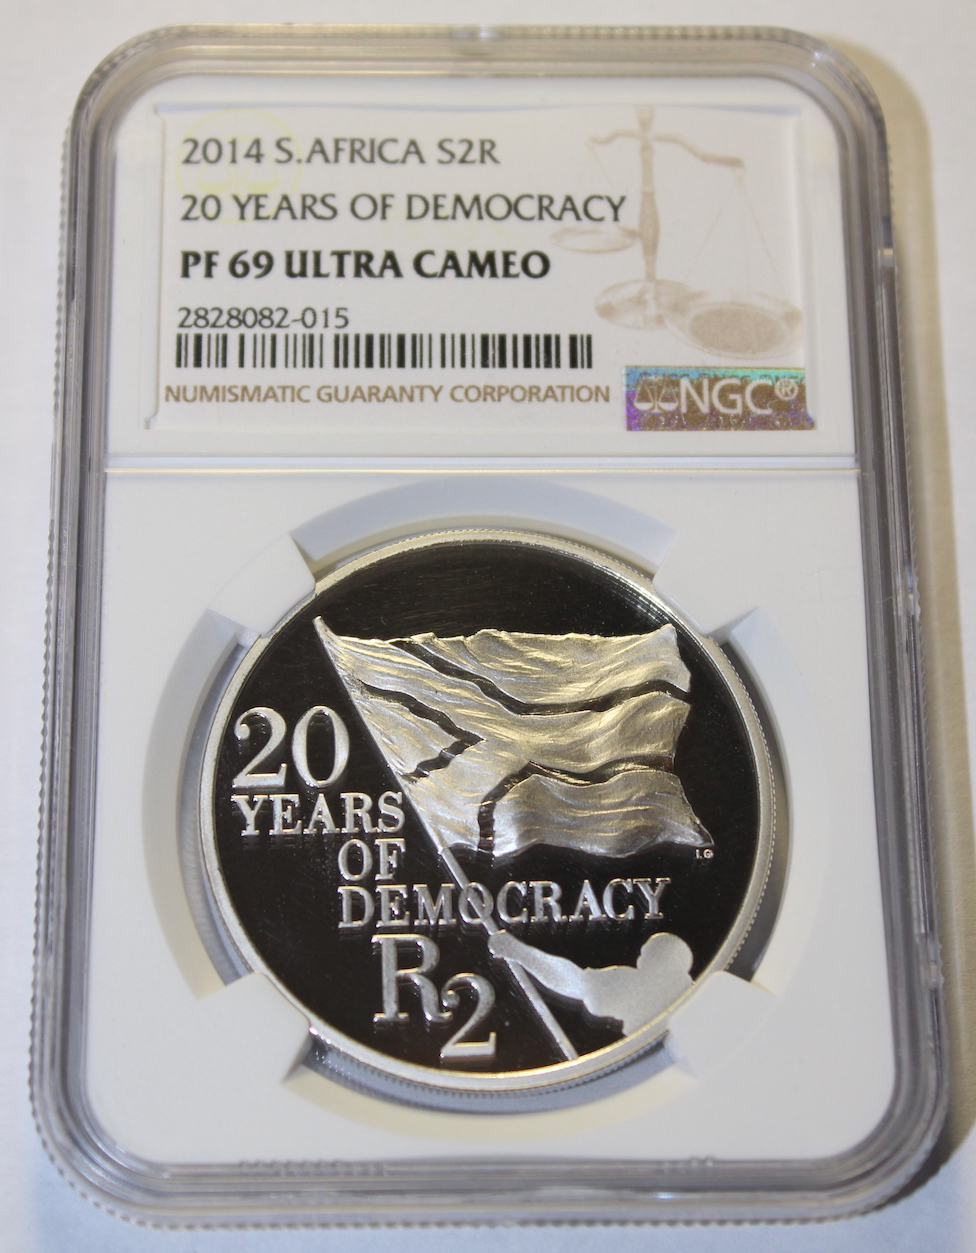 2014 S.AFRICA S2R
20 YEARS OF DEMOCRACY
PF 69 ULTRA CAMEO
2828082-015
NUMISMATIC GUARANTY CORPORATION
NGC®
20
YEARS
OF
DEMOCRACY
R2
LG